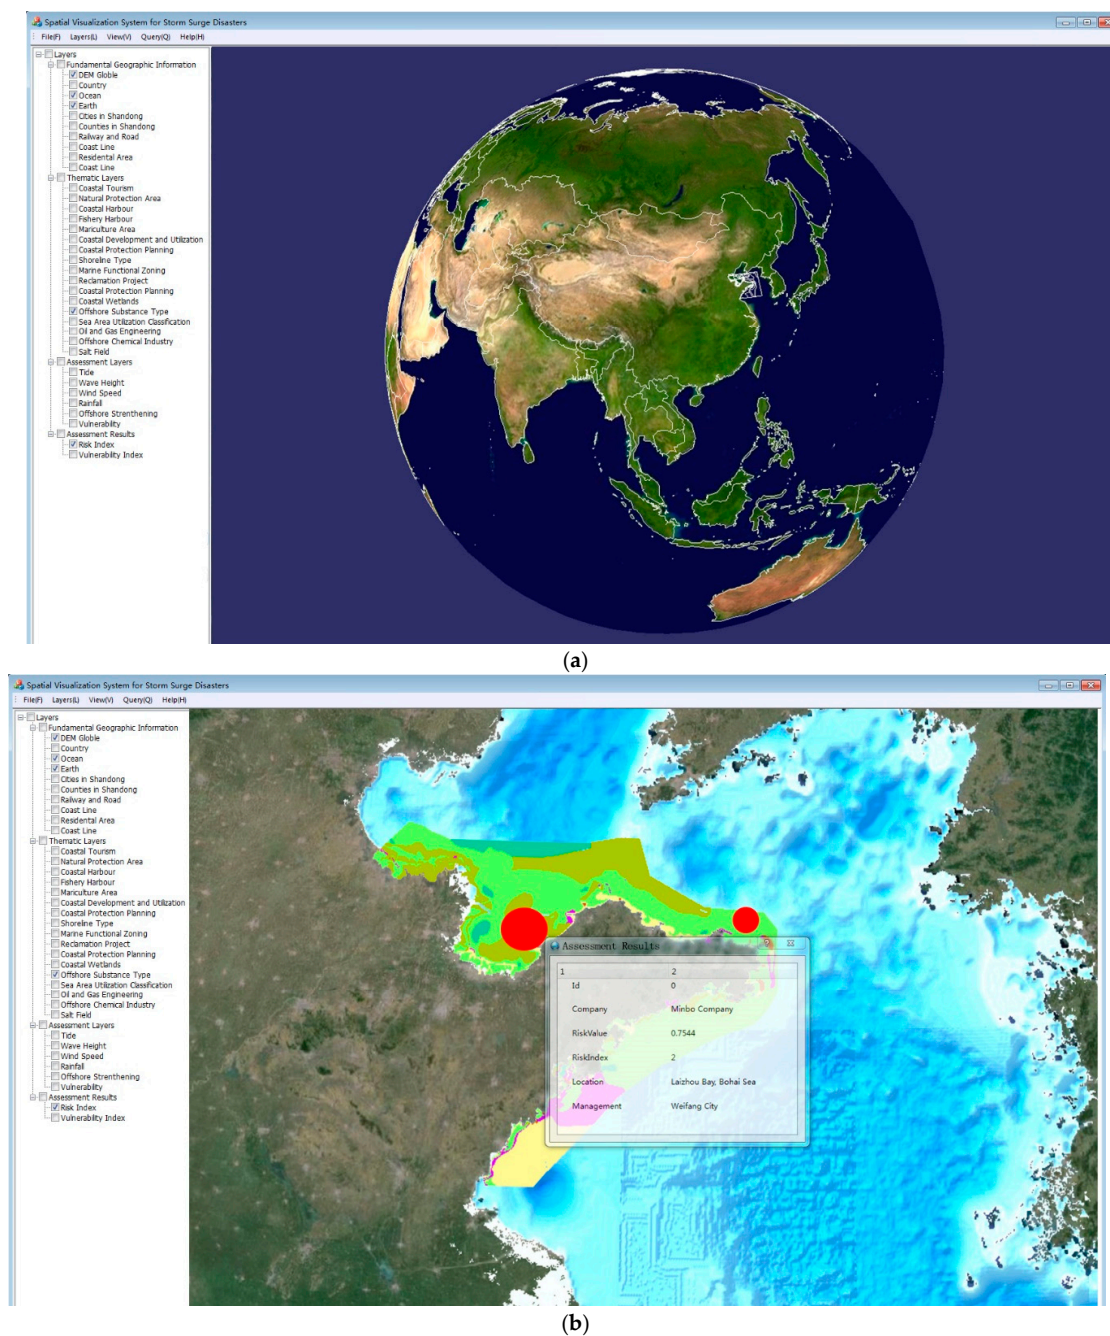 Spatial Visualization System for Storm Surge Disasters
File(F) Layers(L) View(V) Query(Q) Help(H)
Layers
Fundamental Geographic Information
DEM Globle
Country
Ocean
Earth
Cities in Shandong
Counties in Shandong
Railway and Road
Coast Line
Residental Area
Coast Line
Thematic Layers
Coastal Tourism
Natural Protection Area
Coastal Harbour
Fishery Harbour
Mariculture Area
Coastal Development and Utilization
Coastal Protection Planning
Shoreline Type
Marine Functional Zoning
Reclamation Project
Coastal Protection Planning
Coastal Wetlands
Offshore Substance Type
Sea Area Utilization Classification
Oil and Gas Engineering
Offshore Chemical Industry
Salt Field
Assessment Layers
Tide
Wave Height
Wind Speed
Rainfall
Offshore Strenthening
Vulnerability
Assessment Results
Risk Index
Vulnerability Index
(a)
Spatial Visualization System for Storm Surge Disasters
File(F) Layers(L) View(V) Query(Q) Help(H)
Layers
Fundamental Geographic Information
DEM Globle
Country
Ocean
Earth
Cities in Shandong
Counties in Shandong
Railway and Road
Coast Line
Residental Area
Coast Line
Thematic Layers
Coastal Tourism
Natural Protection Area
Coastal Harbour
Fishery Harbour
Mariculture Area
Coastal Development and Utilization
Coastal Protection Planning
Shoreline Type
Marine Functional Zoning
Reclamation Project
Coastal Protection Planning
Coastal Wetlands
Offshore Substance Type
Sea Area Utilization Classification
Oil and Gas Engineering
Offshore Chemical Industry
Salt Field
Assessment Layers
Tide
Wave Height
Wind Speed
Rainfall
Offshore Strenthening
Vulnerability
Assessment Results
Risk Index
Vulnerability Index
Assessment Results
1 2
Id 0
Company Minbo Company
RiskValue 0.7544
RiskIndex 2
Location Laizhou Bay, Bohai Sea
Management Weifang City
(b)